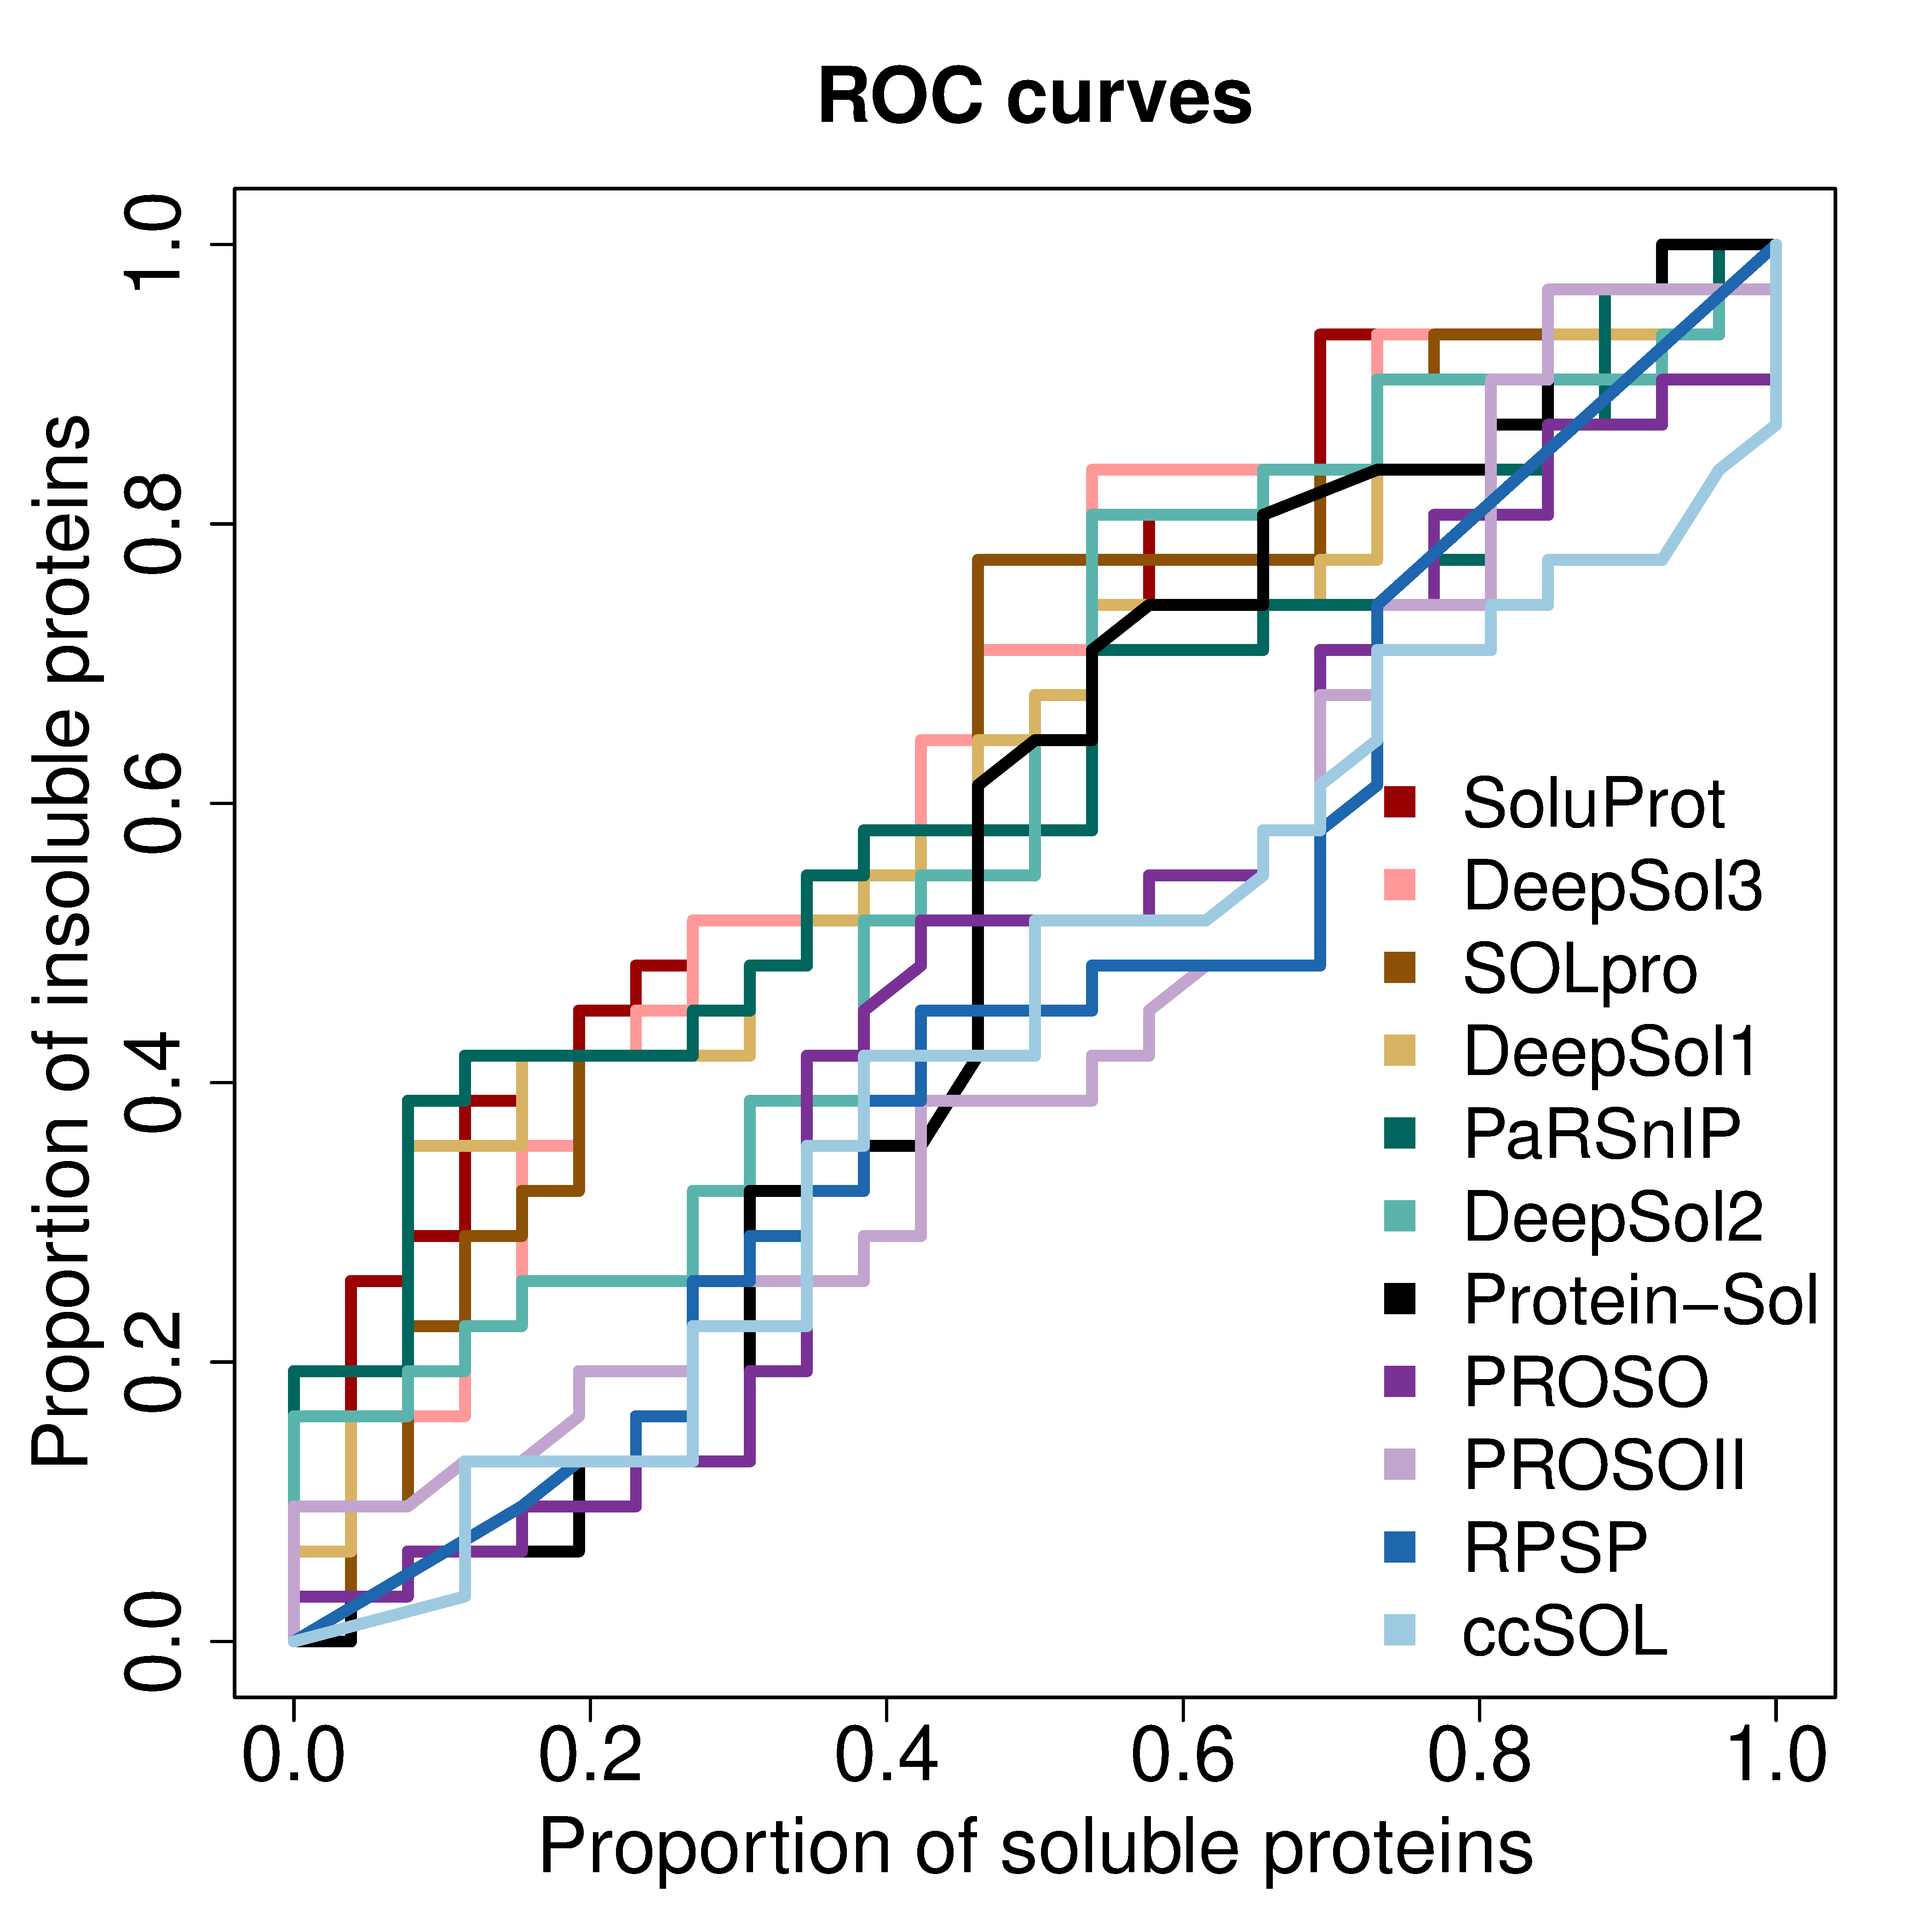 ROC curves
Proportion of insoluble proteins
1.0
0.8
0.6
0.4
0.2
0.0
SoluProt
DeepSol3
SOLpro
DeepSol1
PaRSnIP
DeepSol2
Protein−Sol
PROSO
PROSOII
RPSP
ccSOL
0.0 0.2 0.4 0.6 0.8 1.0
Proportion of soluble proteins